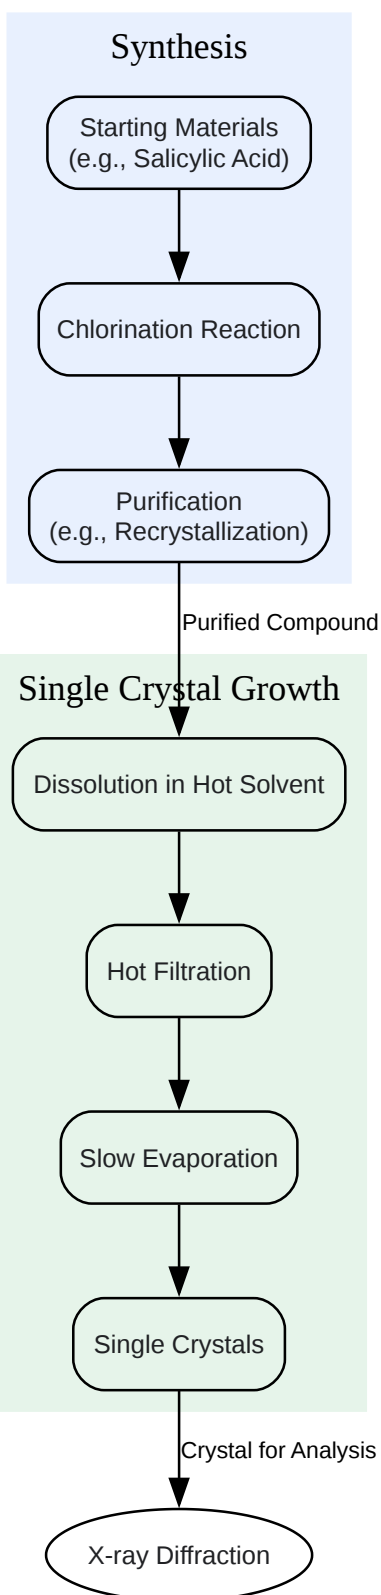 Synthesis
Starting Materials
(e.g., Salicylic Acid)
Chlorination Reaction
Purification
(e.g., Recrystallization)
Purified Compound
Single Crystal Growth
Dissolution in Hot Solvent
Hot Filtration
Slow Evaporation
Single Crystals
Crystal for Analysis
X-ray Diffraction